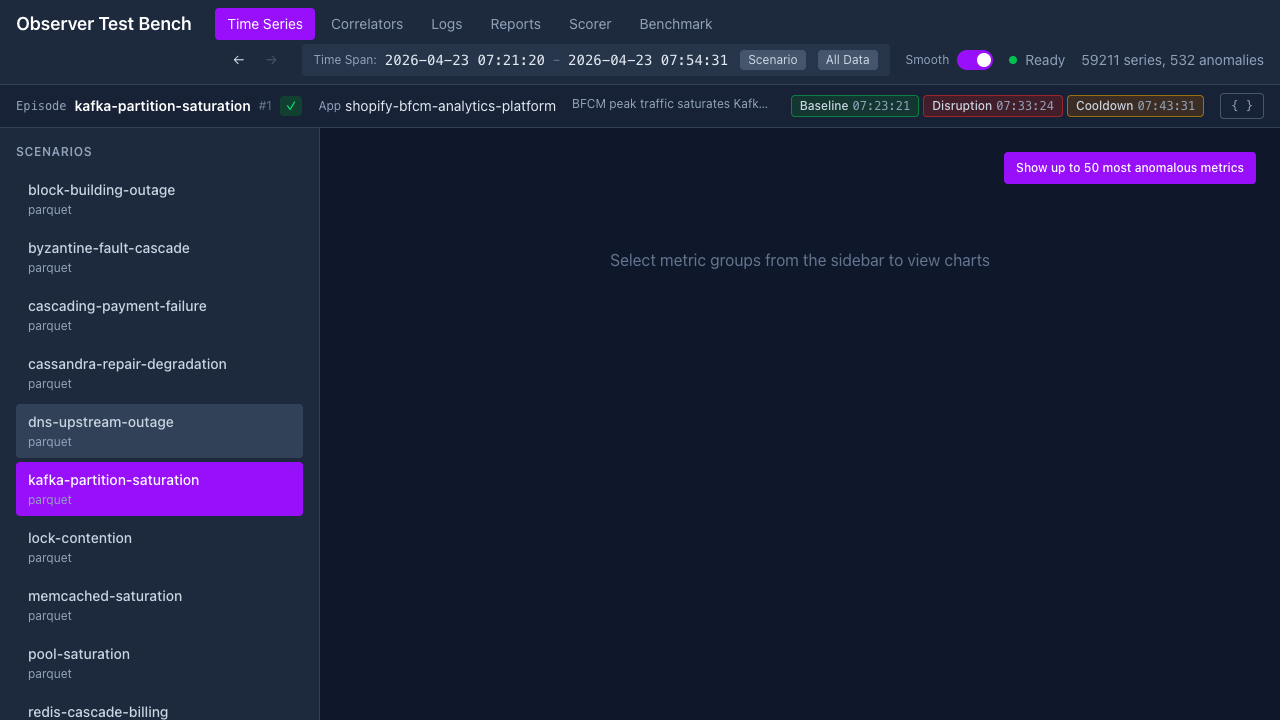 Observer Test Bench
Time Series
Correlators
Logs
Reports
Scorer
Benchmark
← →
Time Span: 2026-04-23 07:21:20 – 2026-04-23 07:54:31
Scenario
All Data
Smooth
Ready
59211 series, 532 anomalies
Episode kafka-partition-saturation #1 ✓
App shopify-bfcm-analytics-platform
BFCM peak traffic saturates Kafk...
Baseline 07:23:21
Disruption 07:33:24
Cooldown 07:43:31
{ }
SCENARIOS
block-building-outage
parquet
byzantine-fault-cascade
parquet
cascading-payment-failure
parquet
cassandra-repair-degradation
parquet
dns-upstream-outage
parquet
kafka-partition-saturation
parquet
lock-contention
parquet
memcached-saturation
parquet
pool-saturation
parquet
redis-cascade-billing
Show up to 50 most anomalous metrics
Select metric groups from the sidebar to view charts